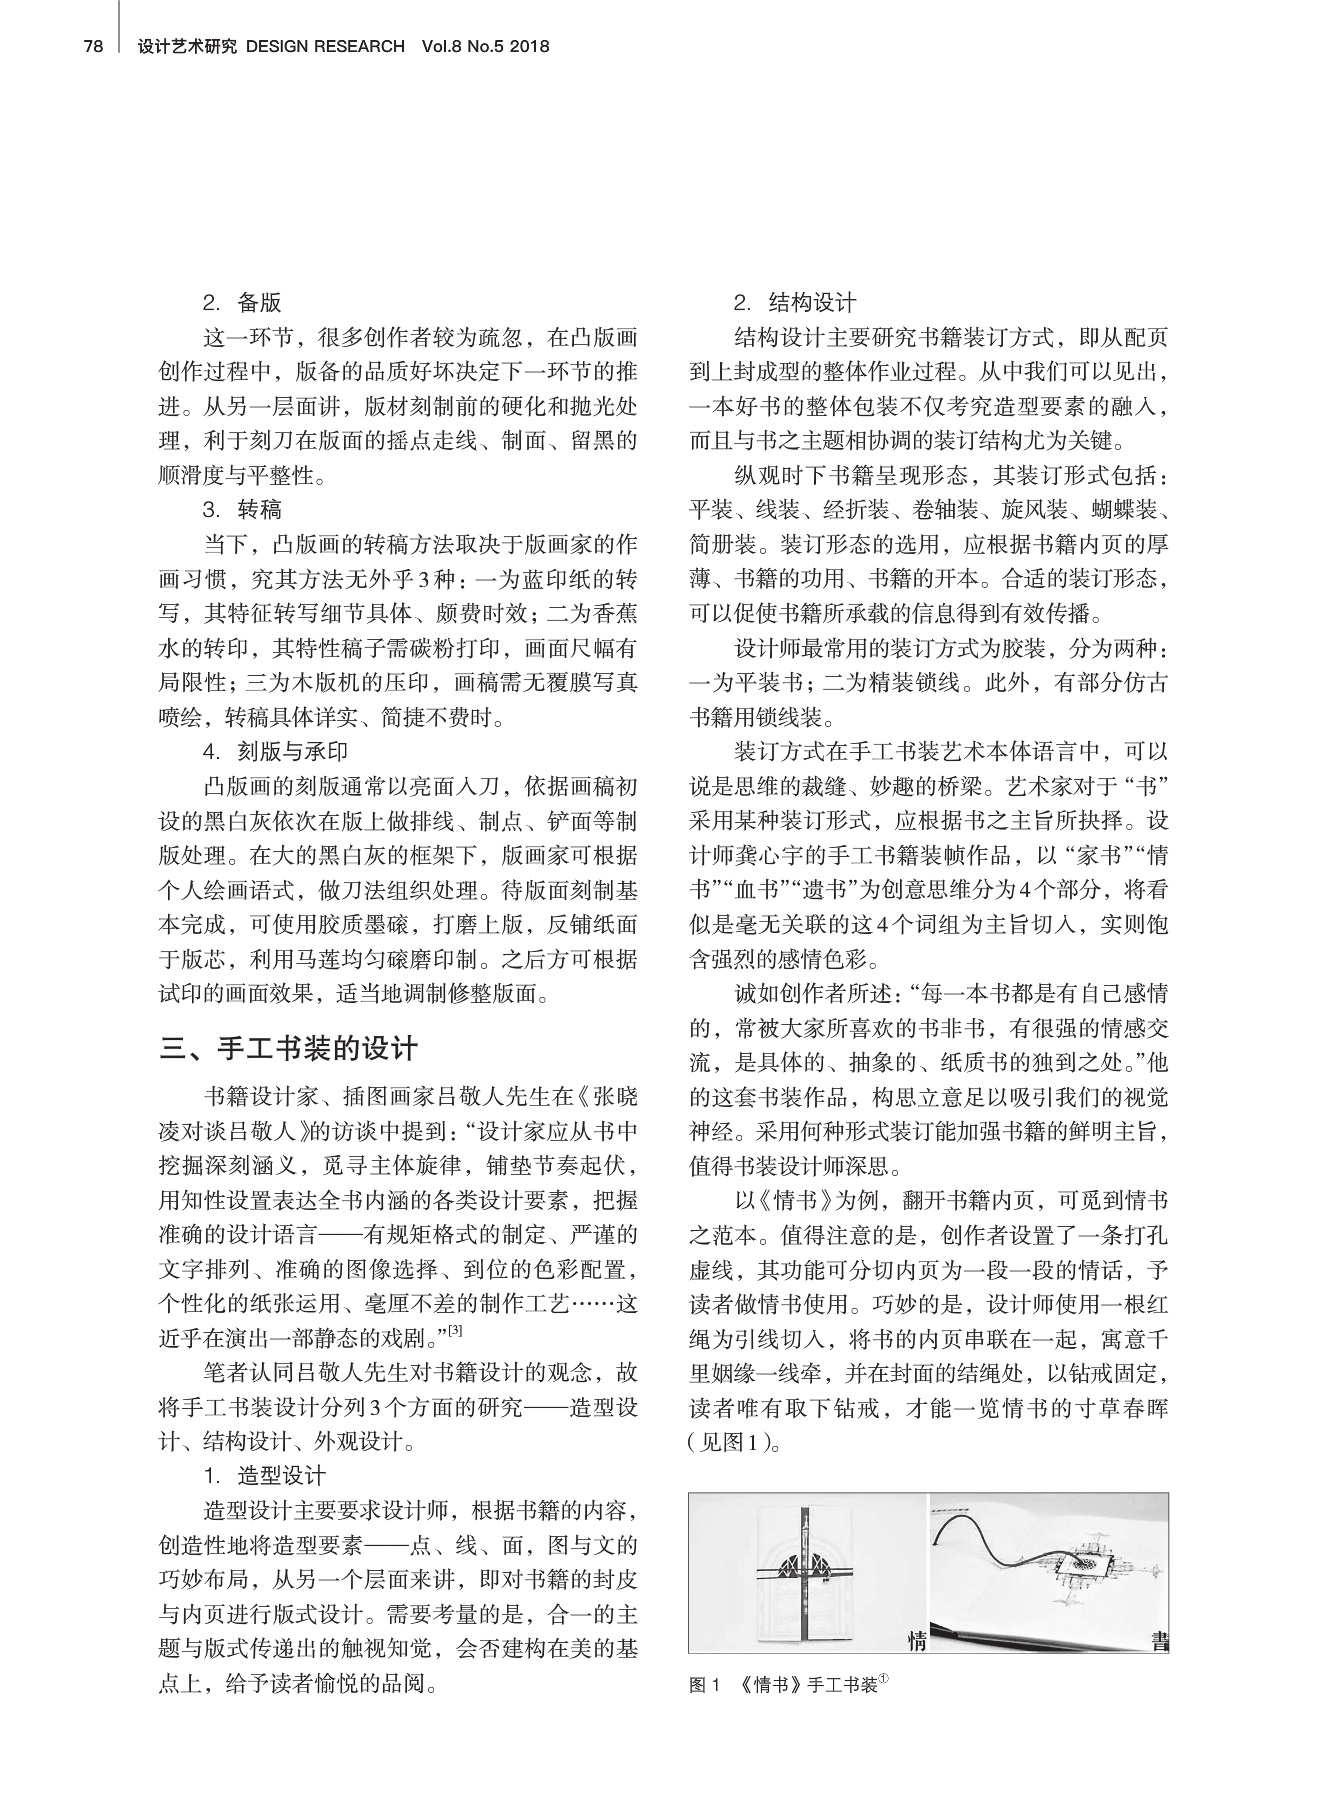 78 设计艺术研究 DESIGN RESEARCH Vol.8 No.5 2018
2. 备版
这一环节，很多创作者较为疏忽，在凸版画
创作过程中，版备的品质好坏决定下一环节的推
进。从另一层面讲，版材刻制前的硬化和抛光处
理，利于刻刀在版面的摇点走线、制面、留黑的
顺滑度与平整性。
3. 转稿
当下，凸版画的转稿方法取决于版画家的作
画习惯，究其方法无外乎3种：一为蓝印纸的转
写，其特征转写细节具体、颇费时效；二为香蕉
水的转印，其特性稿子需碳粉打印，画面尺幅有
局限性；三为木版机的压印，画稿需无覆膜写真
喷绘，转稿具体详实、简捷不费时。
4. 刻版与承印
凸版画的刻版通常以亮面入刀，依据画稿初
设的黑白灰依次在版上做排线、制点、铲面等制
版处理。在大的黑白灰的框架下，版画家可根据
个人绘画语式，做刀法组织处理。待版面刻制基
本完成，可使用胶质墨磙，打磨上版，反铺纸面
于版芯，利用马莲均匀磙磨印制。之后方可根据
试印的画面效果，适当地调制修整版面。
三、手工书装的设计
书籍设计家、插图画家吕敬人先生在《张晓
凌对谈吕敬人》的访谈中提到：“设计家应从书中
挖掘深刻涵义，觅寻主体旋律，铺垫节奏起伏，
用知性设置表达全书内涵的各类设计要素，把握
准确的设计语言——有规矩格式的制定、严谨的
文字排列、准确的图像选择、到位的色彩配置，
个性化的纸张运用、毫厘不差的制作工艺……这
近乎在演出一部静态的戏剧。”[3]
笔者认同吕敬人先生对书籍设计的观念，故
将手工书装设计分列3个方面的研究——造型设
计、结构设计、外观设计。
1. 造型设计
造型设计主要要求设计师，根据书籍的内容，
创造性地将造型要素——点、线、面，图与文的
巧妙布局，从另一个层面来讲，即对书籍的封皮
与内页进行版式设计。需要考量的是，合一的主
题与版式传递出的触视知觉，会否建构在美的基
点上，给予读者愉悦的品阅。
2. 结构设计
结构设计主要研究书籍装订方式，即从配页
到上封成型的整体作业过程。从中我们可以见出，
一本好书的整体包装不仅考究造型要素的融入，
而且与书之主题相协调的装订结构尤为关键。
纵观时下书籍呈现形态，其装订形式包括：
平装、线装、经折装、卷轴装、旋风装、蝴蝶装、
简册装。装订形态的选用，应根据书籍内页的厚
薄、书籍的功用、书籍的开本。合适的装订形态，
可以促使书籍所承载的信息得到有效传播。
设计师最常用的装订方式为胶装，分为两种：
一为平装书；二为精装锁线。此外，有部分仿古
书籍用锁线装。
装订方式在手工书装艺术本体语言中，可以
说是思维的裁缝、妙趣的桥梁。艺术家对于“书”
采用某种装订形式，应根据书之主旨所抉择。设
计师龚心宇的手工书籍装帧作品，以“家书”“情
书”“血书”“遗书”为创意思维分为4个部分，将看
似是毫无关联的这4个词组为主旨切入，实则饱
含强烈的感情色彩。
诚如创作者所述：“每一本书都是有自己感情
的，常被大家所喜欢的书非书，有很强的情感交
流，是具体的、抽象的、纸质书的独到之处。”他
的这套书装作品，构思立意足以吸引我们的视觉
神经。采用何种形式装订能加强书籍的鲜明主旨，
值得书装设计师深思。
以《情书》为例，翻开书籍内页，可觅到情书
之范本。值得注意的是，创作者设置了一条打孔
虚线，其功能可分切内页为一段一段的情话，予
读者做情书使用。巧妙的是，设计师使用一根红
绳为引线切入，将书的内页串联在一起，寓意千
里姻缘一线牵，并在封面的结绳处，以钻戒固定，
读者唯有取下钻戒，才能一览情书的寸草春晖
（见图1）。
情
書
图 1 《情书》手工书装①